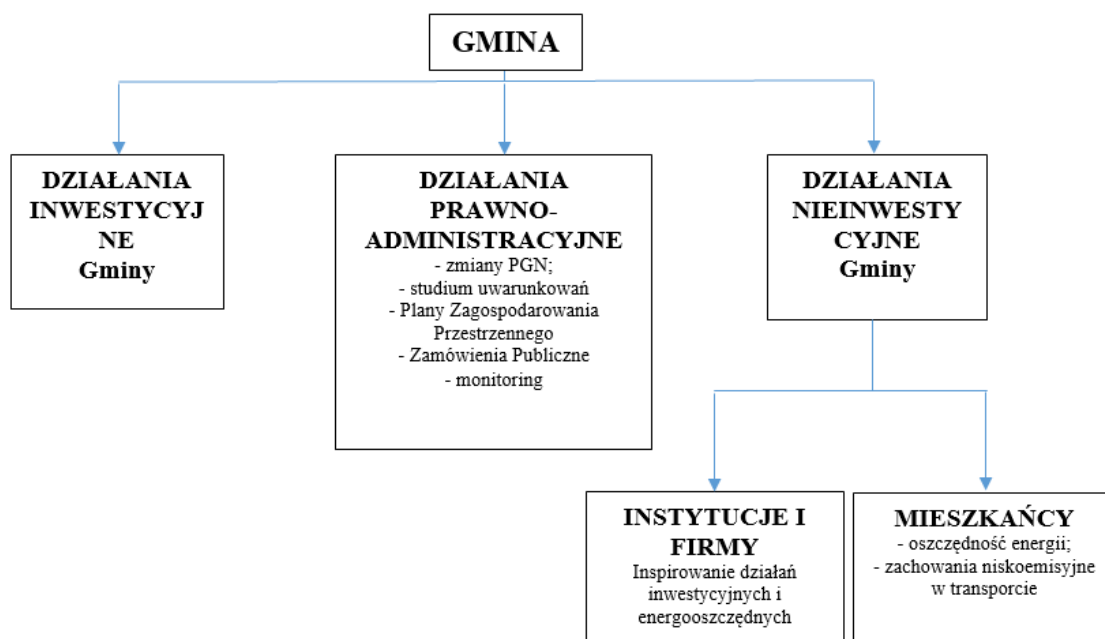 GMINA
DZIAŁANIA
INWESTYCYJ
NE
Gminy
DZIAŁANIA
PRAWNO-
ADMINISTRACYJNE
- zmiany PGN;
- studium uwarunkowań
- Plany Zagospodarowania
Przestrzennego
- Zamówienia Publiczne
- monitoring
DZIAŁANIA
NIEINWESTY
CYJNE
Gminy
INSTYTUCJE I
FIRMY
Inspirowanie działań
inwestycyjnych i
energooszczędnych
MIESZKAŃCY
- oszczędność energii;
- zachowania niskoemisyjne
w transporcie